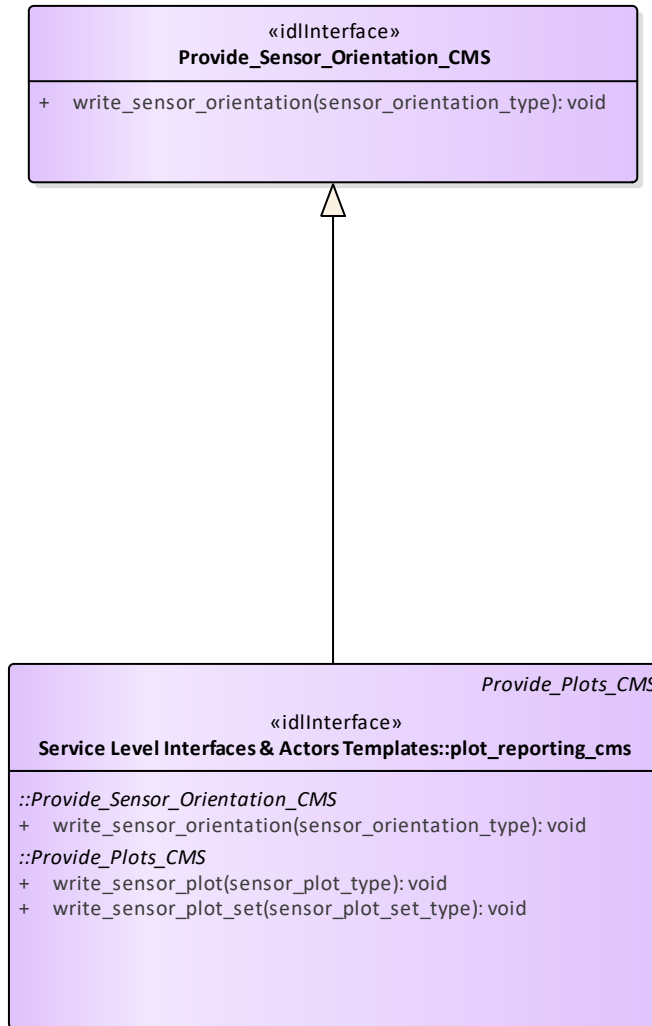 «idlInterface»
Provide_Sensor_Orientation_CMS
+ write_sensor_orientation(sensor_orientation_type): void
Provide_Plots_CMS
«idlInterface»
Service Level Interfaces & Actors Templates::plot_reporting_cms
::Provide_Sensor_Orientation_CMS
+ write_sensor_orientation(sensor_orientation_type): void
::Provide_Plots_CMS
+ write_sensor_plot(sensor_plot_type): void
+ write_sensor_plot_set(sensor_plot_set_type): void